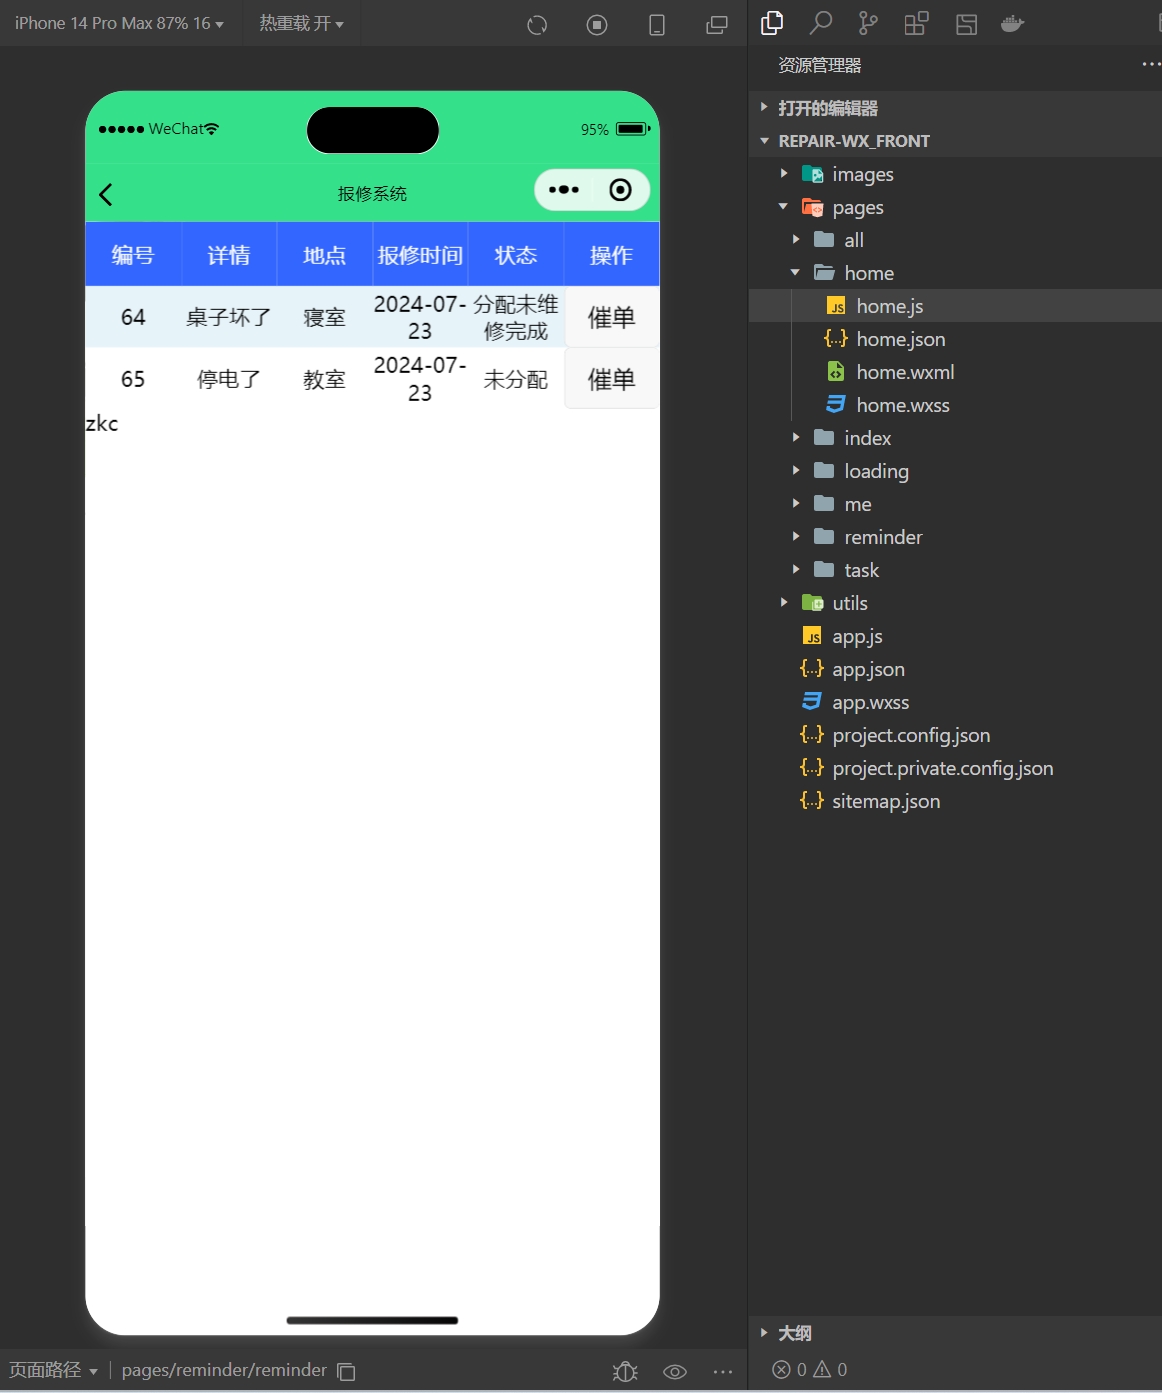 iPhone 14 Pro Max 87% 16
热重载 开
WeChat
95%
报修系统
编号 详情 地点 报修时间 状态 操作
64 桌子坏了 寝室 2024-07-23 分配未维修完成 催单
65 停电了 教室 2024-07-23 未分配 催单
zkc
页面路径 pages/reminder/reminder
资源管理器
打开的编辑器
REPAIR-WX_FRONT
images
pages
all
home
JS home.js
{..} home.json
home.wxml
home.wxss
index
loading
me
reminder
task
utils
JS app.js
{..} app.json
app.wxss
{..} project.config.json
{..} project.private.config.json
{..} sitemap.json
大纲
0 0